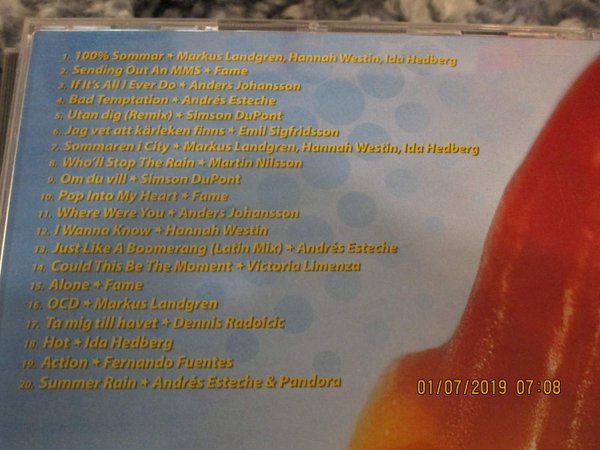 1. 100% Sommar * Markus Landgren, Hannah Westin, Ida Hedberg
2. Sending Out An MMS * Fame
3. If It's All I Ever Do * Anders Johansson
4. Bad Temptation * Andrés Esteche
5. Utan dig (Remix) * Simson DuPont
6. Jag vet att kärleken finns * Emil Sigfridsson
7. Sommaren i City * Markus Landgren, Hannah Westin, Ida Hedberg
8. Who'll Stop The Rain * Martin Nilsson
9. Om du vill * Simson DuPont
10. Pop Into My Heart * Fame
11. Where Were You * Anders Johansson
12. I Wanna Know * Hannah Westin
13. Just Like A Boomerang (Latin Mix) * Andrés Esteche
14. Could This Be The Moment * Victoria Limenza
15. Alone * Fame
16. OCD * Markus Landgren
17. Ta mig till havet * Dennis Radoicic
18. Hot * Ida Hedberg
19. Action * Fernando Fuentes
20. Summer Rain * Andrés Esteche & Pandora
01/07/2019 07:08